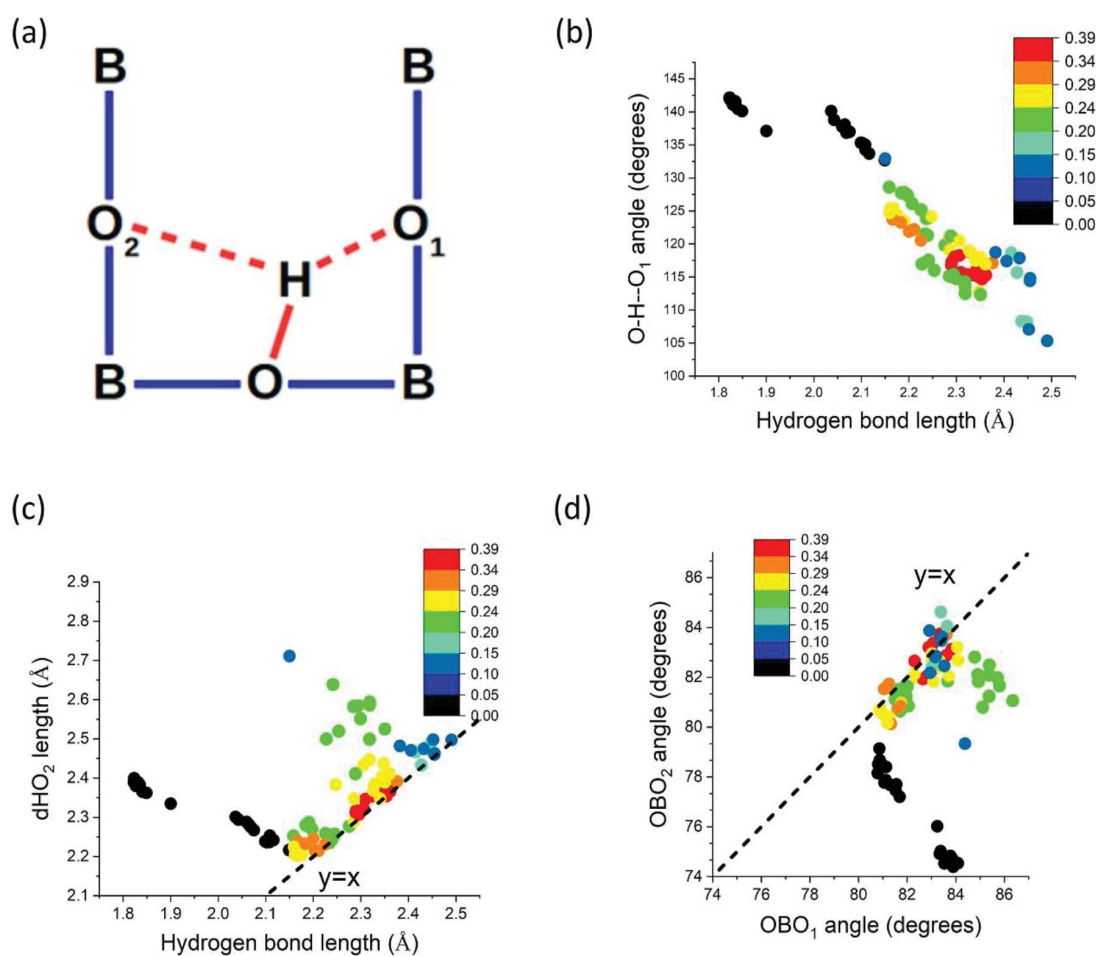 (a)
B B
O2 O1
H
B O B
(b)
0.39
0.34
0.29
0.24
0.20
0.15
0.10
0.05
0.00
O-H--O1 angle (degrees)
145
140
135
130
125
120
115
110
105
100
1.8 1.9 2.0 2.1 2.2 2.3 2.4 2.5
Hydrogen bond length (Å)
(c)
0.39
0.34
0.29
0.24
0.20
0.15
0.10
0.05
0.00
dHO2 length (Å)
2.9
2.8
2.7
2.6
2.5
2.4
2.3
2.2
2.1
y=x
1.8 1.9 2.0 2.1 2.2 2.3 2.4 2.5
Hydrogen bond length (Å)
(d)
0.39
0.34
0.29
0.24
0.20
0.15
0.10
0.05
0.00
y=x
OBO2 angle (degrees)
86
84
82
80
78
76
74
74 76 78 80 82 84 86
OBO1 angle (degrees)